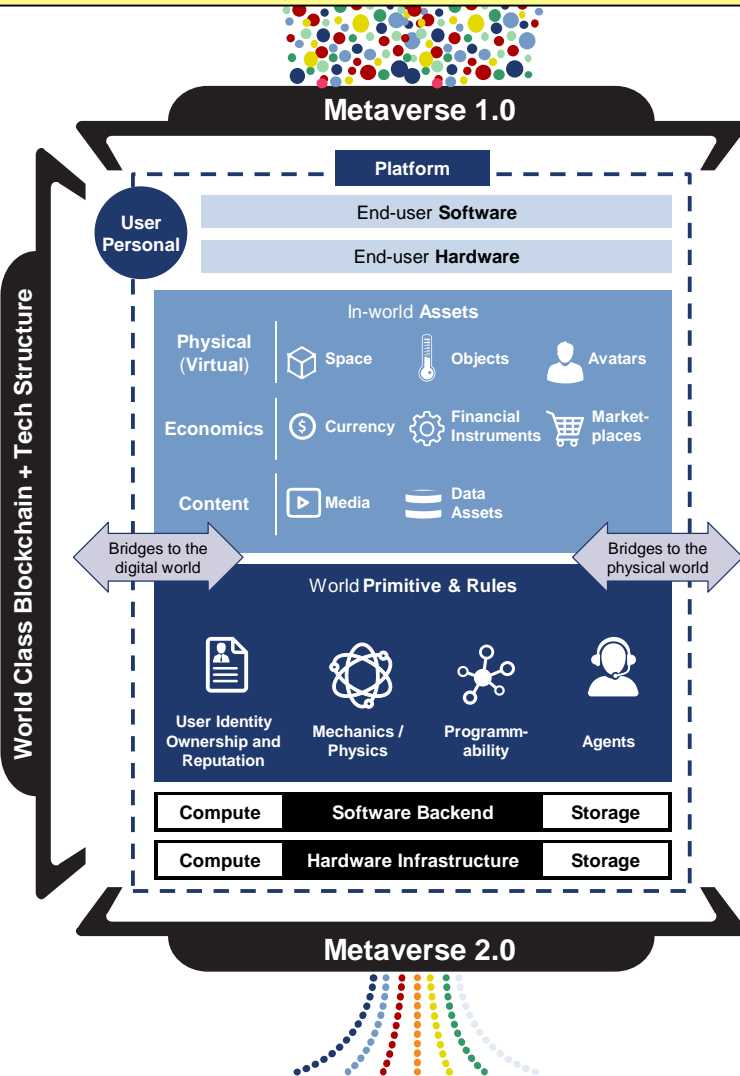 Metaverse 1.0
Platform
User
Personal
End-user Software
End-user Hardware
World Class Blockchain + Tech Structure
In-world Assets
Physical
(Virtual)
Space
Objects
Avatars
Economics
$
Currency
Financial
Instruments
Market-
places
Content
Media
Data
Assets
Bridges to the
digital world
Bridges to the
physical world
World Primitive & Rules
User Identity
Ownership and
Reputation
Mechanics /
Physics
Programm-
ability
Agents
Compute
Software Backend
Storage
Compute
Hardware Infrastructure
Storage
Metaverse 2.0